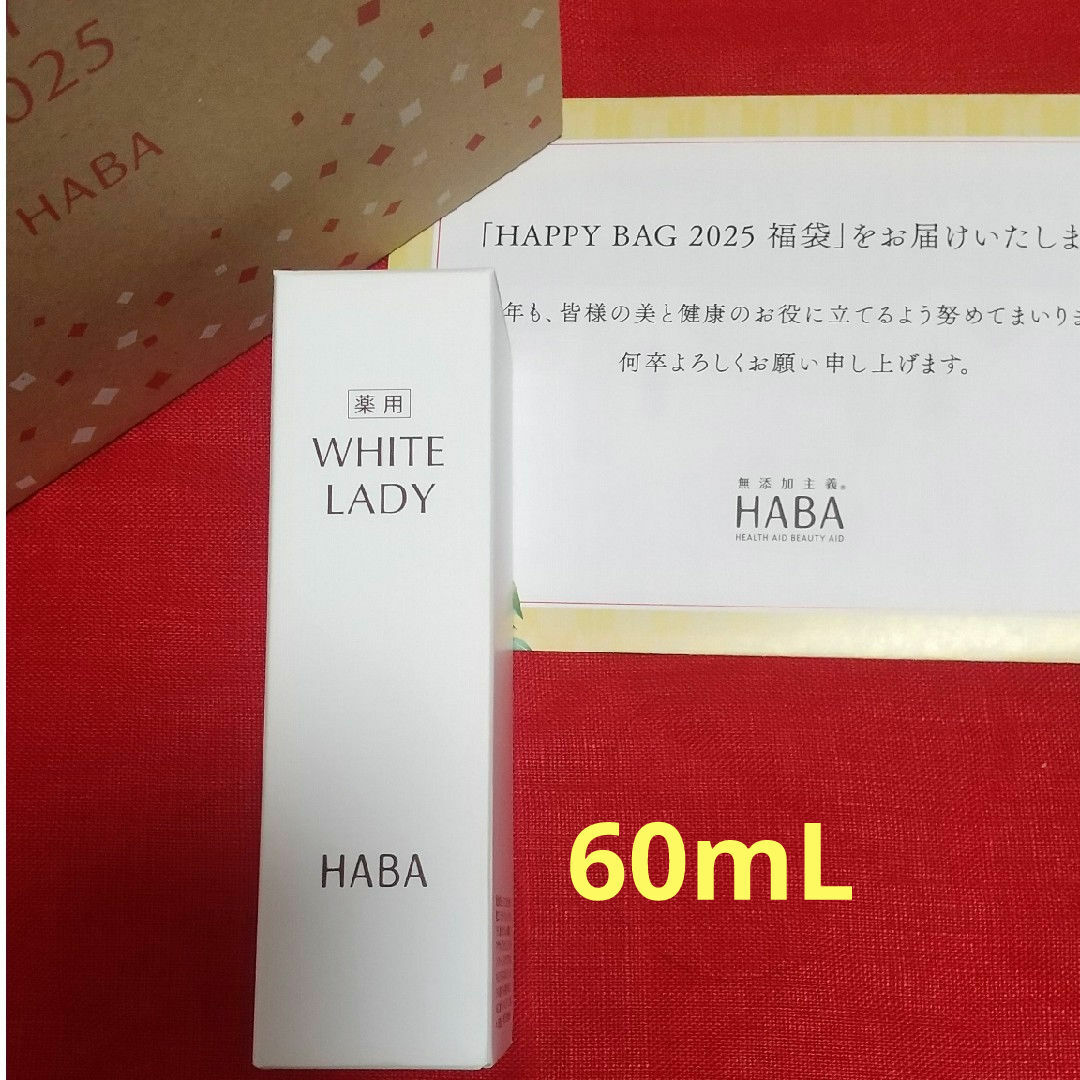 2025
HABA
「HAPPY BAG 2025 福袋」をお届けいたしま
年も、皆様の美と健康のお役に立てるよう努めてまいりま
何卒よろしくお願い申し上げます。
無添加主義®
HABA
HEALTH AID BEAUTY AID
薬用
WHITE
LADY
HABA
60mL